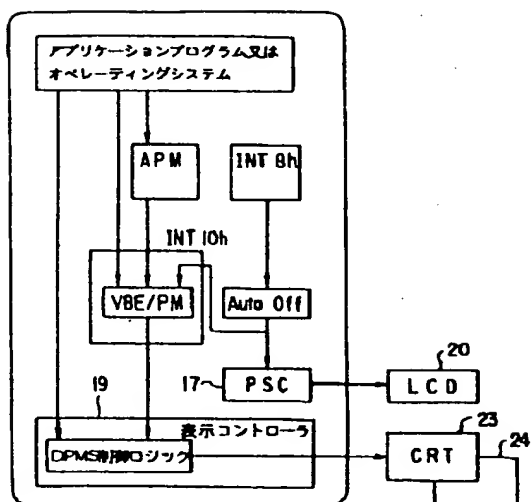 アプリケーションプログラム又は
オペレーティングシステム
APM
INT 8h
INT 10h
VBE/PM
Auto Off
19
17
PSC
20
LCD
表示コントローラ
23
24
DPMS制御ロジック
CRT